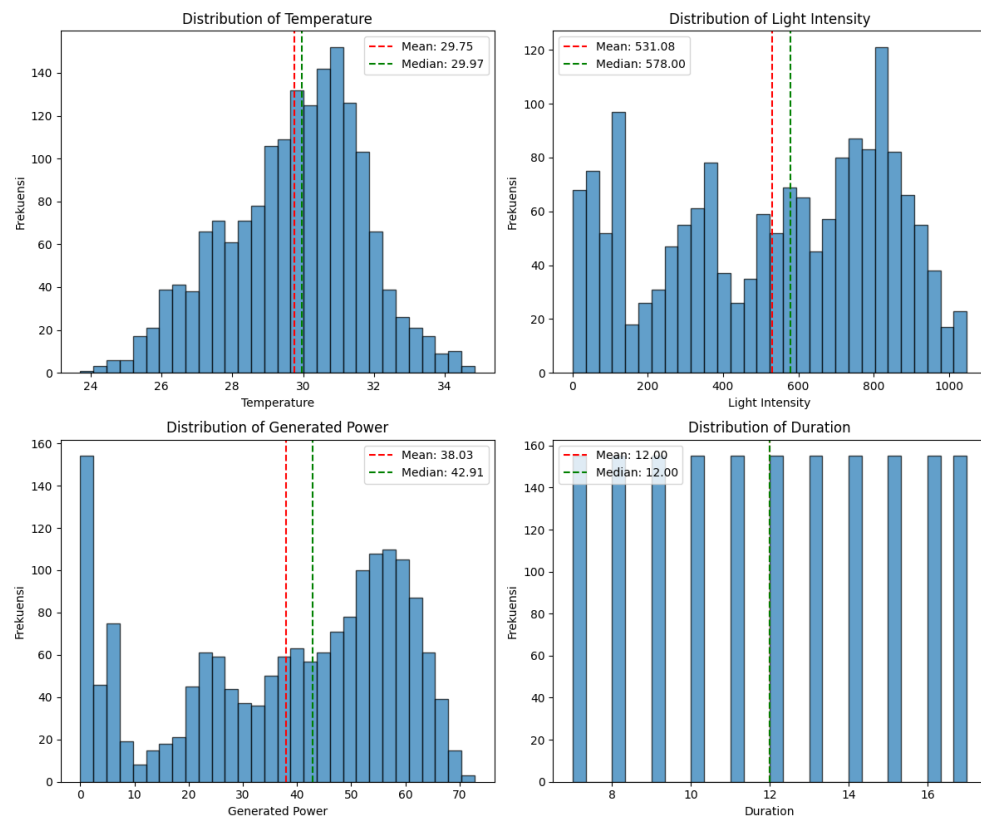 Distribution of Temperature
Mean: 29.75
Median: 29.97
Frekuensi
0
20
40
60
80
100
120
140
24
26
28
30
32
34
Temperature
Distribution of Light Intensity
Mean: 531.08
Median: 578.00
Frekuensi
0
20
40
60
80
100
120
0
200
400
600
800
1000
Light Intensity
Distribution of Generated Power
Mean: 38.03
Median: 42.91
Frekuensi
0
20
40
60
80
100
120
140
160
0
10
20
30
40
50
60
70
Generated Power
Distribution of Duration
Mean: 12.00
Median: 12.00
Frekuensi
0
20
40
60
80
100
120
140
160
8
10
12
14
16
Duration